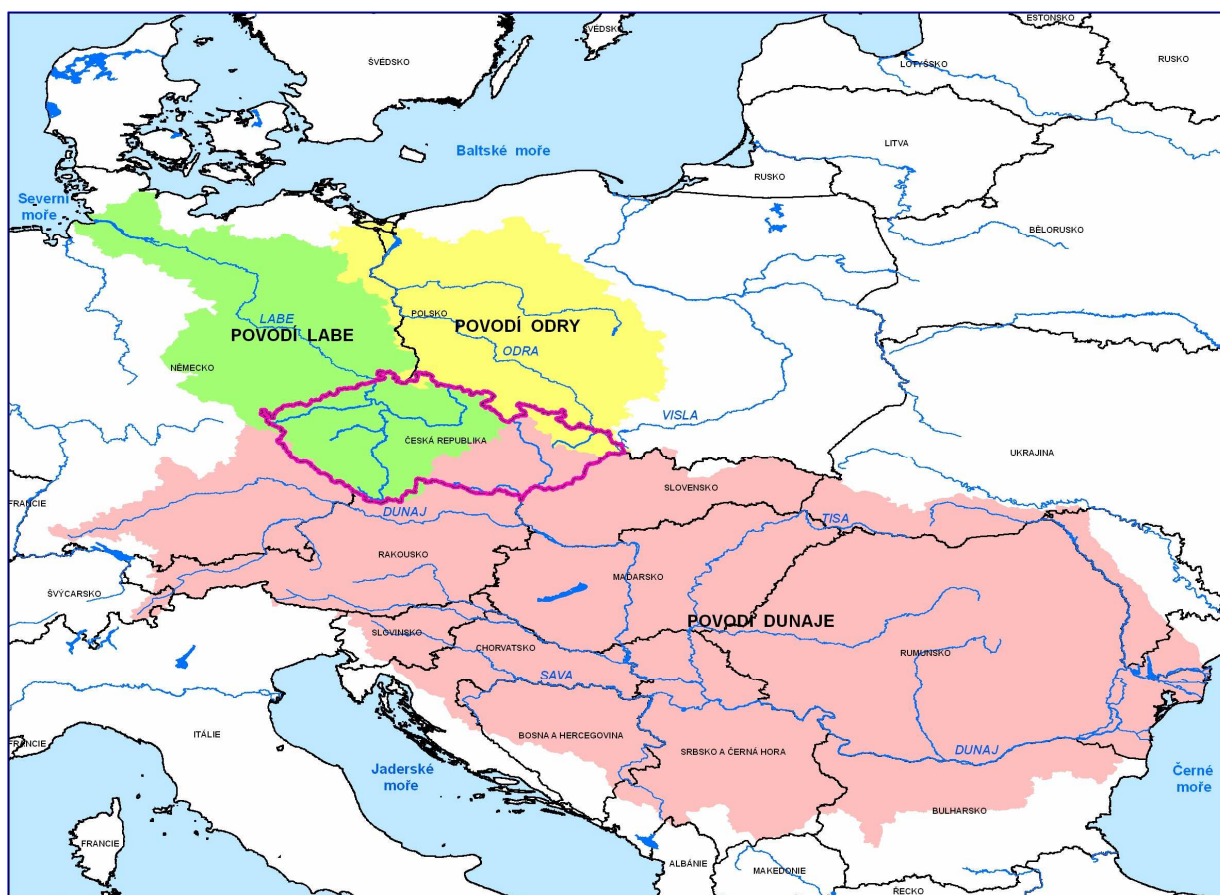 ESTONSKO
ŠVÉDSKO
ŠVÉDSKO
RUSKO
LOTYŠSKO
LITVA
Baltské moře
RUSKO
Severní
moře
BĚLORUSKO
LABE
POVODÍ LABE
POLSKO
POVODÍ ODRY
ODRA
NĚMECKO
VISLA
ČESKÁ REPUBLIKA
UKRAJINA
SLOVENSKO
FRANCIE
DUNAJ
TISA
RAKOUSKO
MAĎARSKO
ŠVÝCARSKO
POVODÍ DUNAJE
SLOVINSKO
CHORVATSKO
RUMUNSKO
SAVA
ITÁLIE
BOSNA A HERCEGOVINA
FRANCIE
SRBSKO A ČERNÁ HORA
DUNAJ
Jaderské
moře
Černé
moře
BULHARSKO
FRANCIE
ALBÁNIE
MAKEDONIE
ŘECKO